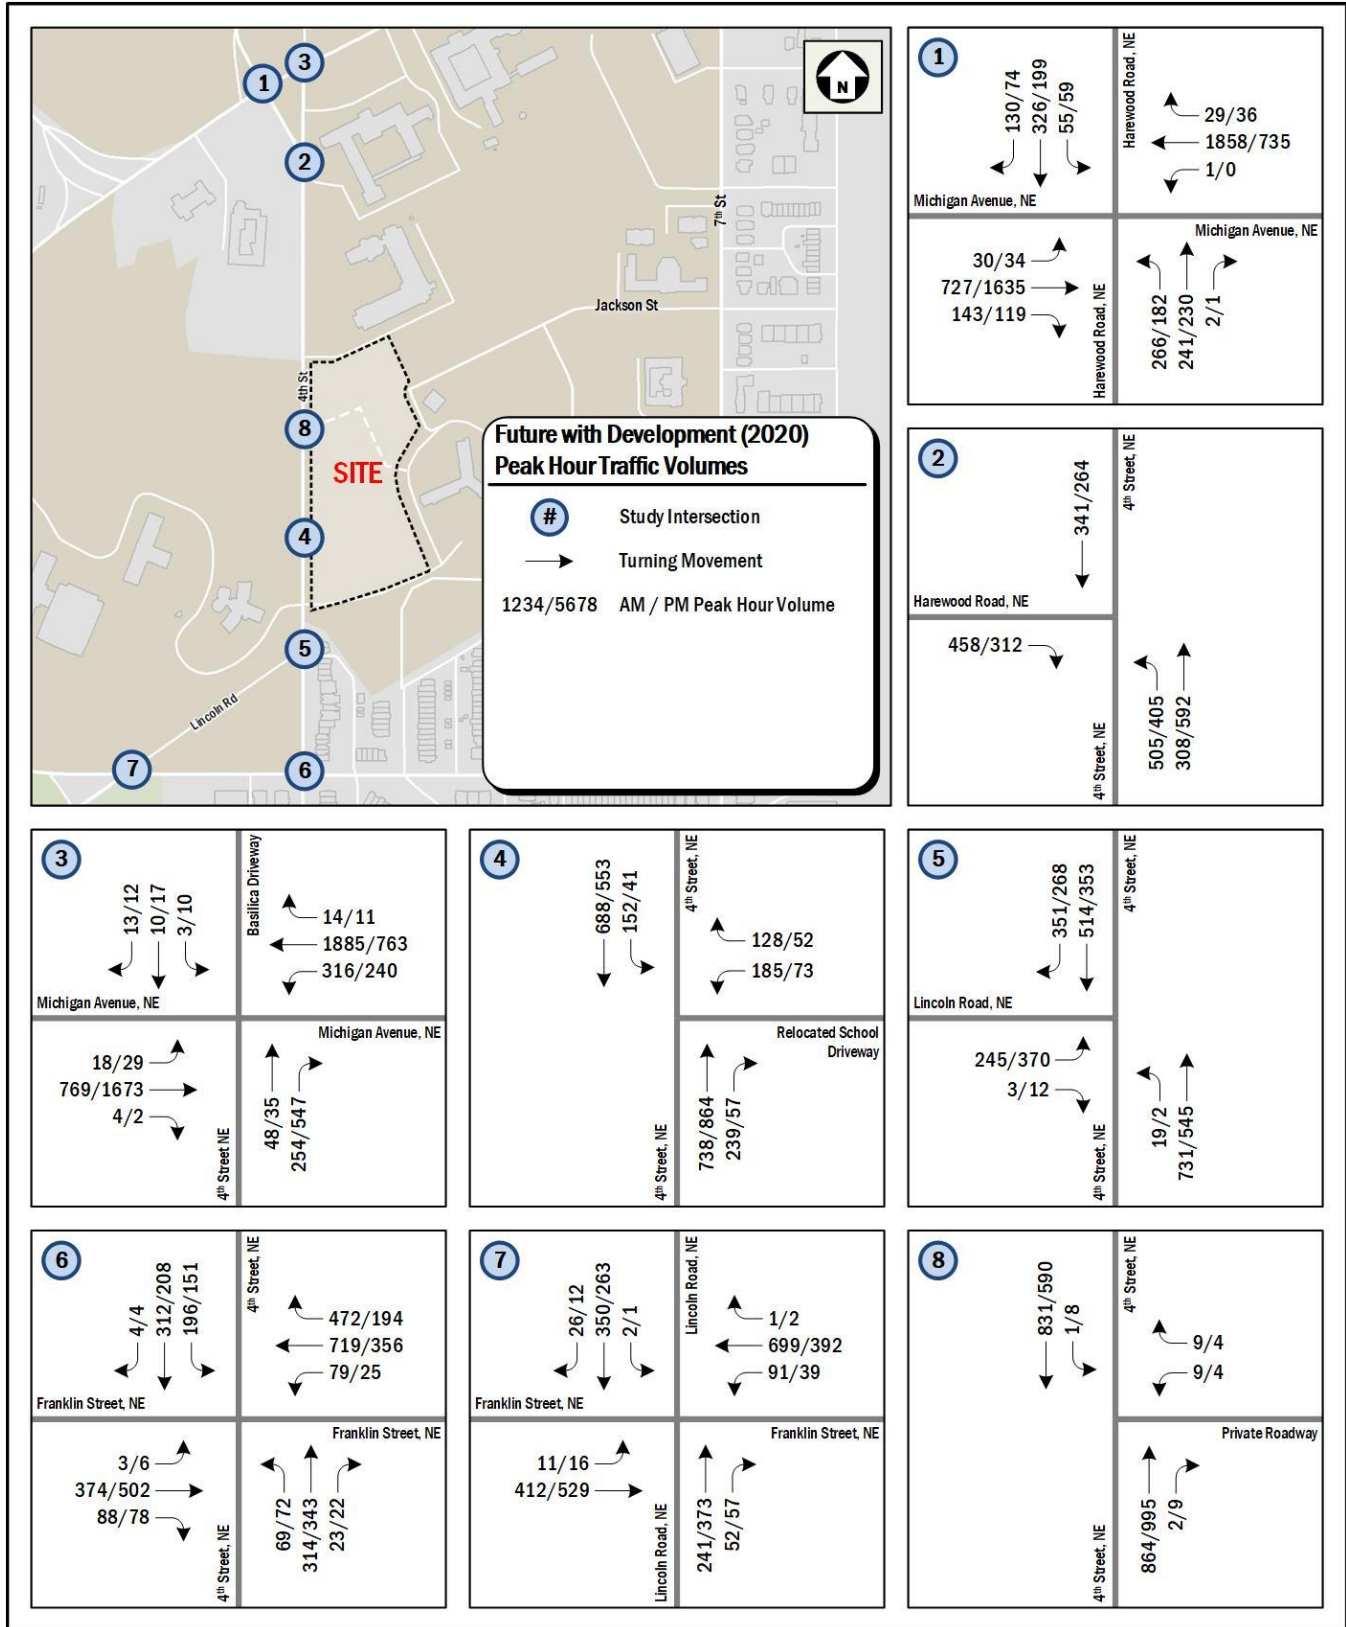 1
3
2
N
7th St
Jackson St
4th St
8
SITE
4
5
Lincoln Rd
7
6
Future with Development (2020)
Peak Hour Traffic Volumes
#
Study Intersection
Turning Movement
1234/5678
AM / PM Peak Hour Volume
1
130/74
326/199
55/59
Harewood Road, NE
29/36
1858/735
1/0
Michigan Avenue, NE
Michigan Avenue, NE
30/34
727/1635
143/119
Harewood Road, NE
266/182
241/230
2/1
2
341/264
4th Street, NE
Harewood Road, NE
458/312
4th Street, NE
505/405
308/592
3
13/12
10/17
3/10
Basilica Driveway
14/11
1885/763
316/240
Michigan Avenue, NE
Michigan Avenue, NE
18/29
769/1673
4/2
4th Street NE
48/35
254/547
4
688/553
152/41
4th Street, NE
128/52
185/73
Relocated School
Driveway
4th Street, NE
738/864
239/57
5
351/268
514/353
4th Street, NE
Lincoln Road, NE
245/370
3/12
4th Street, NE
19/2
731/545
6
4/4
312/208
196/151
4th Street, NE
472/194
719/356
79/25
Franklin Street, NE
Franklin Street, NE
3/6
374/502
88/78
4th Street, NE
69/72
314/343
23/22
7
26/12
350/263
2/1
Lincoln Road, NE
1/2
699/392
91/39
Franklin Street, NE
Franklin Street, NE
11/16
412/529
Lincoln Road, NE
241/373
52/57
8
831/590
1/8
4th Street, NE
9/4
9/4
Private Roadway
4th Street, NE
864/995
2/9